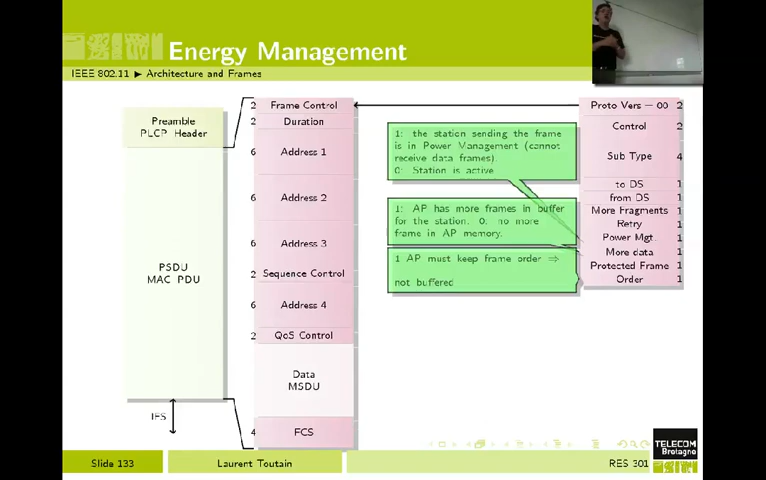 Energy Management
IEEE 802.11 ▶ Architecture and Frames
Preamble
PLCP Header
PSDU
MAC PDU
IFS
2 Frame Control
2 Duration
6 Address 1
6 Address 2
6 Address 3
2 Sequence Control
6 Address 4
2 QoS Control
Data
MSDU
4 FCS
1: the station sending the frame
is in Power Management (cannot
receive data frames).
0: Station is active
1: AP has more frames in buffer
for the station. 0: no more
frame in AP memory.
1 AP must keep frame order ⇒
not buffered
Proto Vers = 00 2
Control 2
Sub Type 4
to DS 1
from DS 1
More Fragments 1
Retry 1
Power Mgt. 1
More data 1
Protected Frame 1
Order 1
TELECOM
Bretagne
Slide 133
Laurent Toutain
RES 301